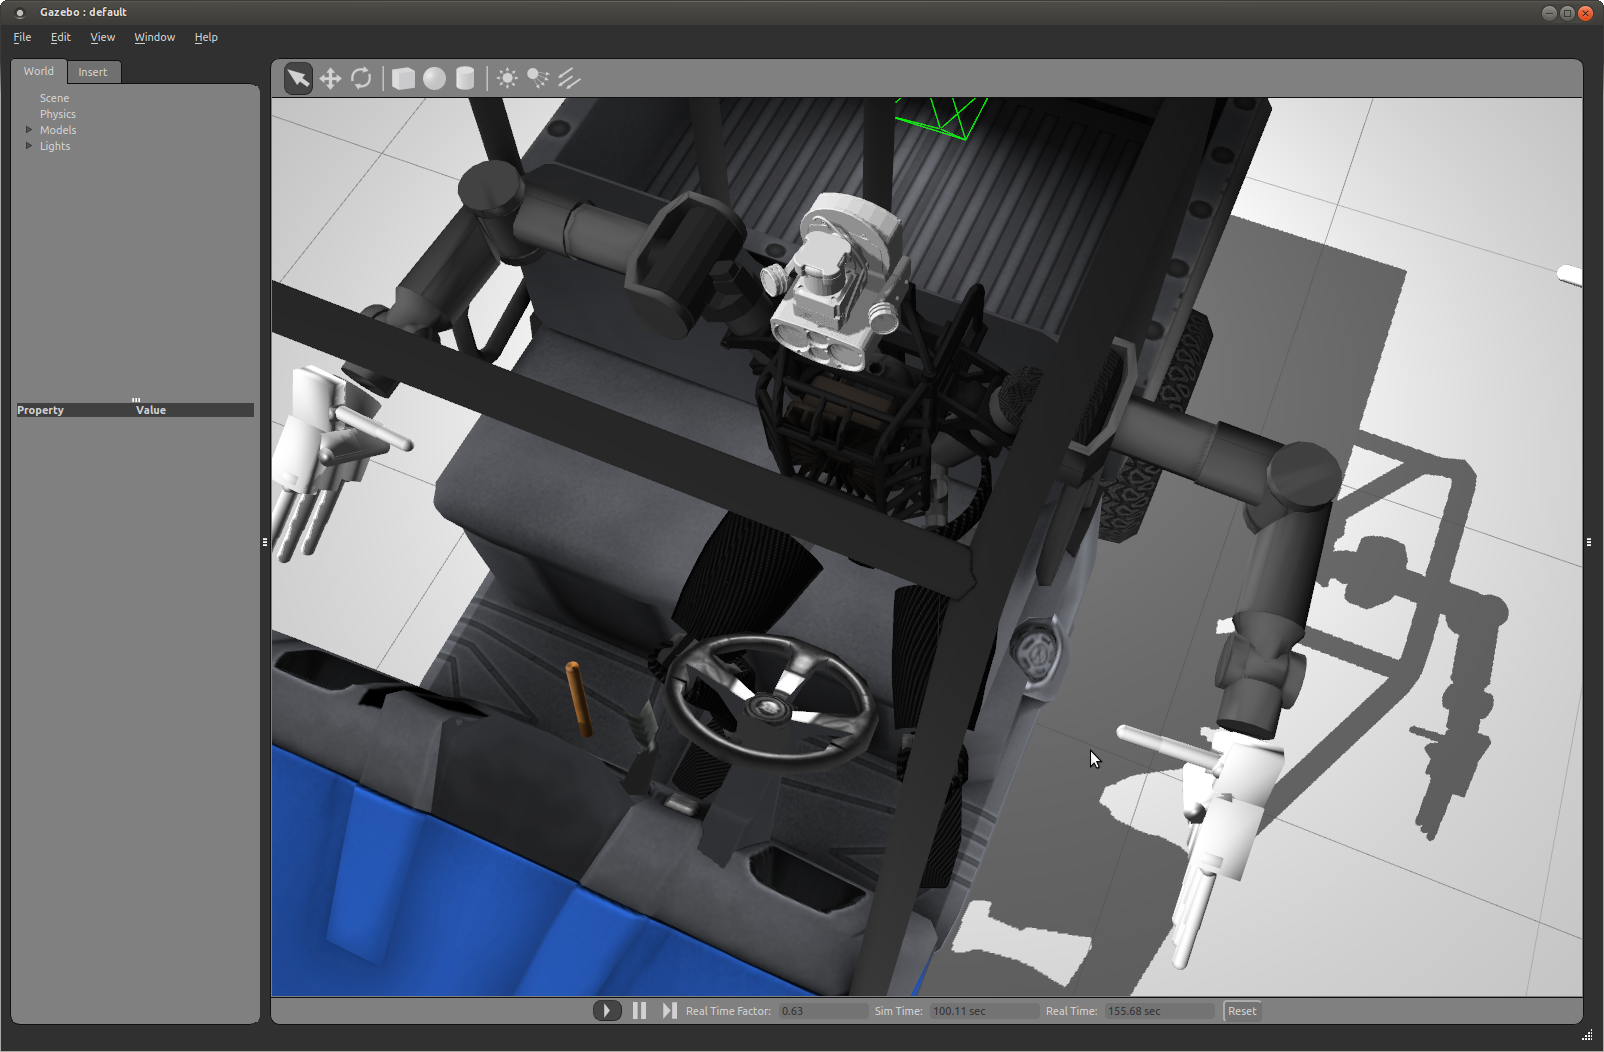 Gazebo : default
File Edit View Window Help
World Insert
Scene
Physics
Models
Lights
Property Value
Real Time Factor: 0.63 Sim Time: 100.11 sec Real Time: 155.68 sec Reset